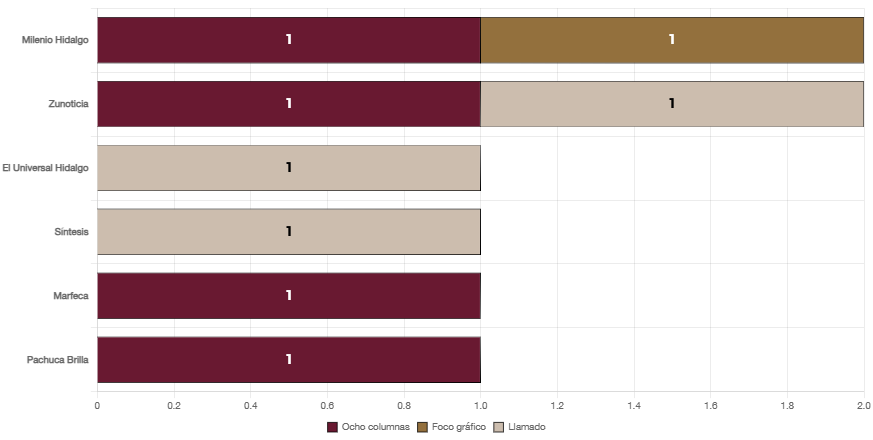 Milenio Hidalgo 1 1
Zunoticia 1 1
El Universal Hidalgo 1
Síntesis 1
Marfeca 1
Pachuca Brilla 1
0 0.2 0.4 0.6 0.8 1.0 1.2 1.4 1.6 1.8 2.0
Ocho columnas Foco gráfico Llamado